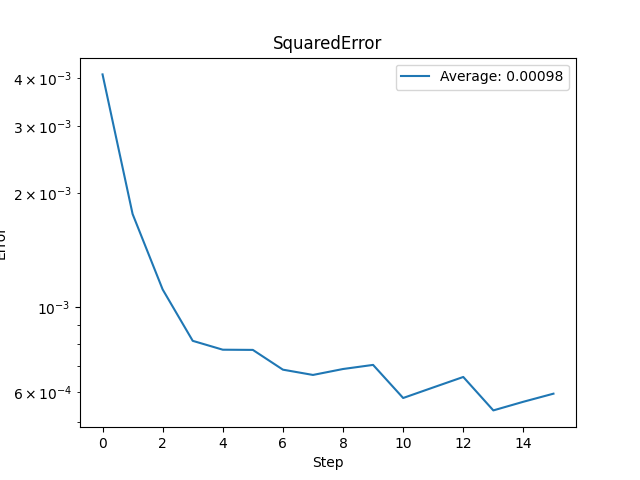 SquaredError
Average: 0.00098
4 × 10⁻³
3 × 10⁻³
2 × 10⁻³
10⁻³
6 × 10⁻⁴
Error
0 2 4 6 8 10 12 14
Step